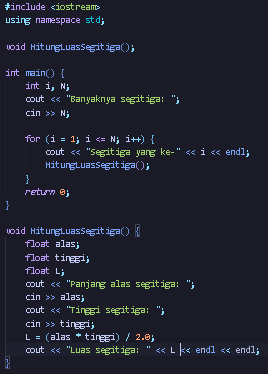 #include <iostream>
using namespace std;
void HitungLuasSegitiga();
int main() {
int i, N;
cout << "Banyaknya segitiga: ";
cin >> N;
for (i = 1; i <= N; i++) {
cout << "Segitiga yang ke-" << i << endl;
HitungLuasSegitiga();
}
return 0;
}
void HitungLuasSegitiga() {
float alas;
float tinggi;
float L;
cout << "Panjang alas segitiga: ";
cin >> alas;
cout << "Tinggi segitiga: ";
cin >> tinggi;
L = (alas * tinggi) / 2.0;
cout << "Luas segitiga: " << L << endl << endl;
}